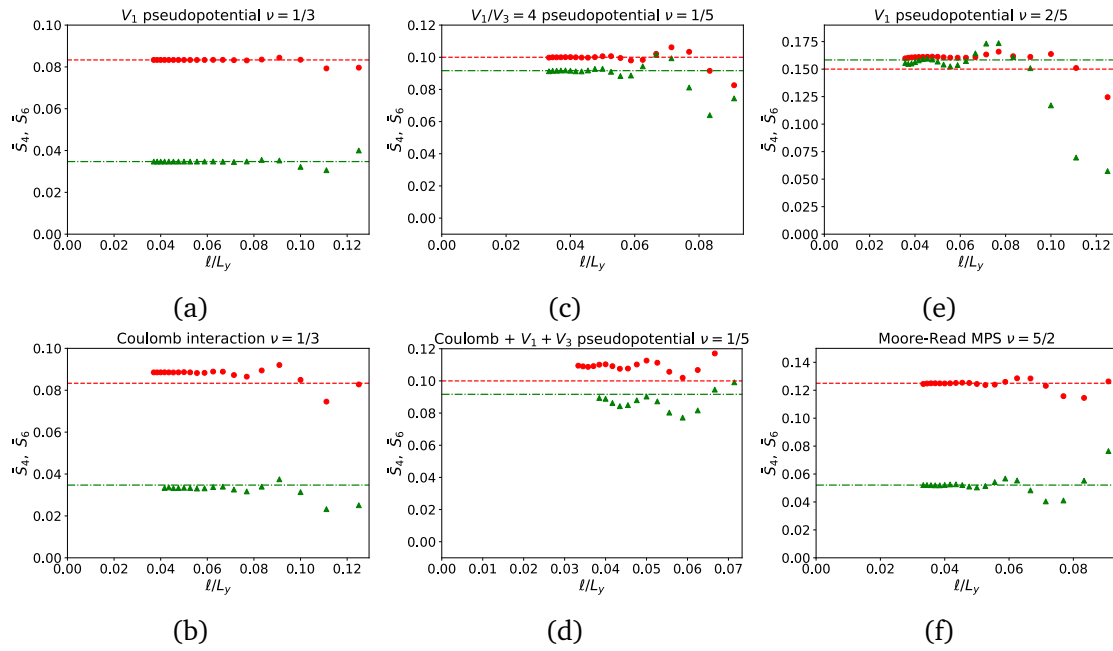 V₁ pseudopotential ν = 1/3
S̄₄, S̄₆
0.10
0.08
0.06
0.04
0.02
0.00
0.00 0.02 0.04 0.06 0.08 0.10 0.12
ℓ/L_y
(a)
V₁/V₃ = 4 pseudopotential ν = 1/5
S̄₄, S̄₆
0.12
0.10
0.08
0.06
0.04
0.02
0.00
0.00 0.02 0.04 0.06 0.08
ℓ/L_y
(c)
V₁ pseudopotential ν = 2/5
S̄₄, S̄₆
0.175
0.150
0.125
0.100
0.075
0.050
0.025
0.000
0.00 0.02 0.04 0.06 0.08 0.10 0.12
ℓ/L_y
(e)
Coulomb interaction ν = 1/3
S̄₄, S̄₆
0.10
0.08
0.06
0.04
0.02
0.00
0.00 0.02 0.04 0.06 0.08 0.10 0.12
ℓ/L_y
(b)
Coulomb + V₁ + V₃ pseudopotential ν = 1/5
S̄₄, S̄₆
0.12
0.10
0.08
0.06
0.04
0.02
0.00
0.00 0.01 0.02 0.03 0.04 0.05 0.06 0.07
ℓ/L_y
(d)
Moore-Read MPS ν = 5/2
S̄₄, S̄₆
0.14
0.12
0.10
0.08
0.06
0.04
0.02
0.00
0.00 0.02 0.04 0.06 0.08
ℓ/L_y
(f)